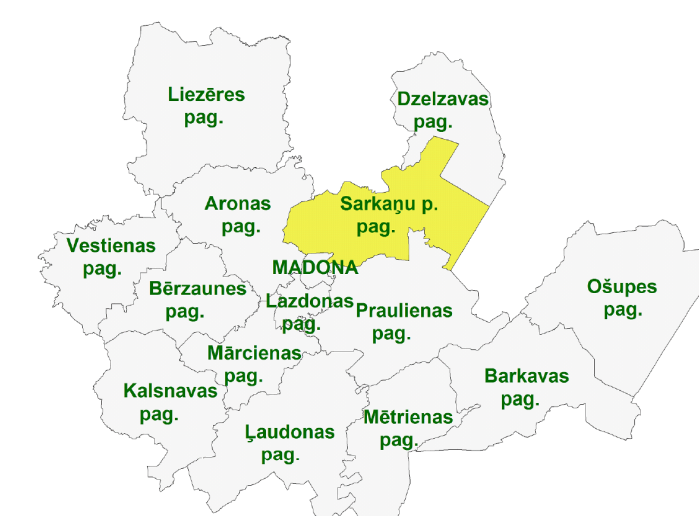 Liezēres
pag.
Dzelzavas
pag.
Aronas
pag.
Sarkaņu p.
pag.
Vestienas
pag.
MADONA
Bērzaunes
pag.
Ošupes
pag.
Lazdonas
pag.
Praulienas
pag.
Mārcienas
pag.
Kalsnavas
pag.
Barkavas
pag.
Mētrienas
pag.
Ļaudonas
pag.